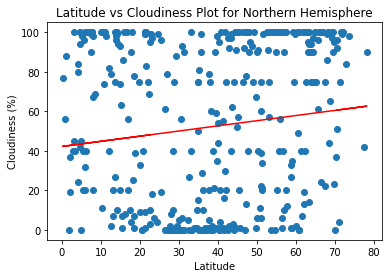 Latitude vs Cloudiness Plot for Northern Hemisphere
Cloudiness (%)
100
80
60
40
20
0
0 10 20 30 40 50 60 70 80
Latitude